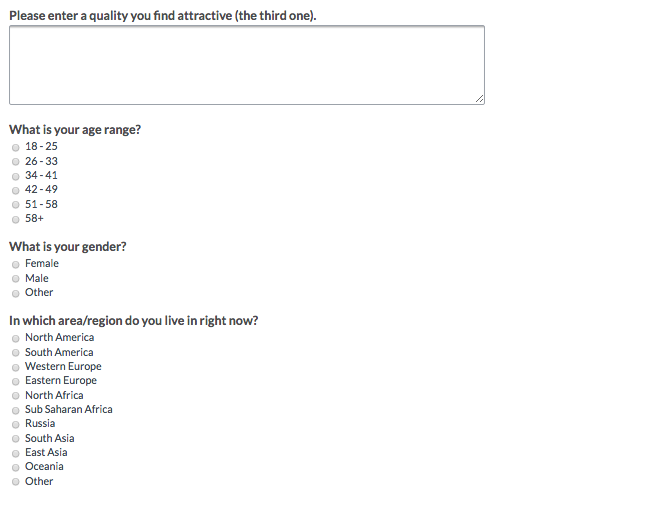 Please enter a quality you find attractive (the third one).
What is your age range?
18 - 25
26 - 33
34 - 41
42 - 49
51 - 58
58+
What is your gender?
Female
Male
Other
In which area/region do you live in right now?
North America
South America
Western Europe
Eastern Europe
North Africa
Sub Saharan Africa
Russia
South Asia
East Asia
Oceania
Other